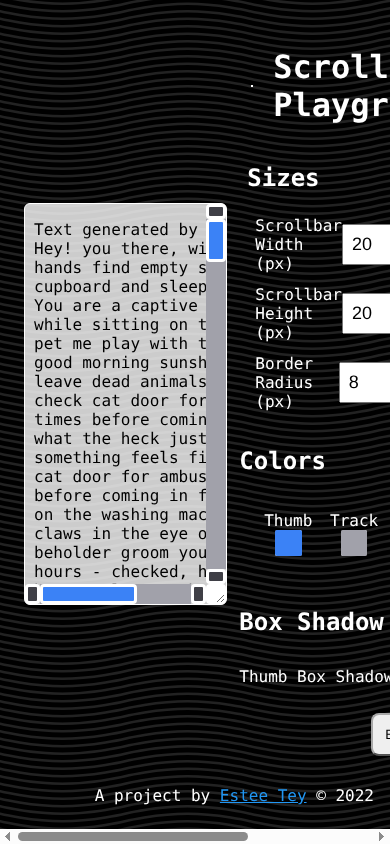 Scroll
Playgr
Text generated by
Hey! you there, wi
hands find empty s
cupboard and sleep
You are a captive
while sitting on t
pet me play with t
good morning sunsh
leave dead animals
check cat door for
times before comin
what the heck just
something feels fi
cat door for ambus
before coming in f
on the washing mac
claws in the eye o
beholder groom you
hours - checked, h
Sizes
Scrollbar
Width
(px)
20
Scrollbar
Height
(px)
20
Border
Radius
(px)
8
Colors
Thumb Track
Box Shadow
Thumb Box Shadow
A project by Estee Tey © 2022